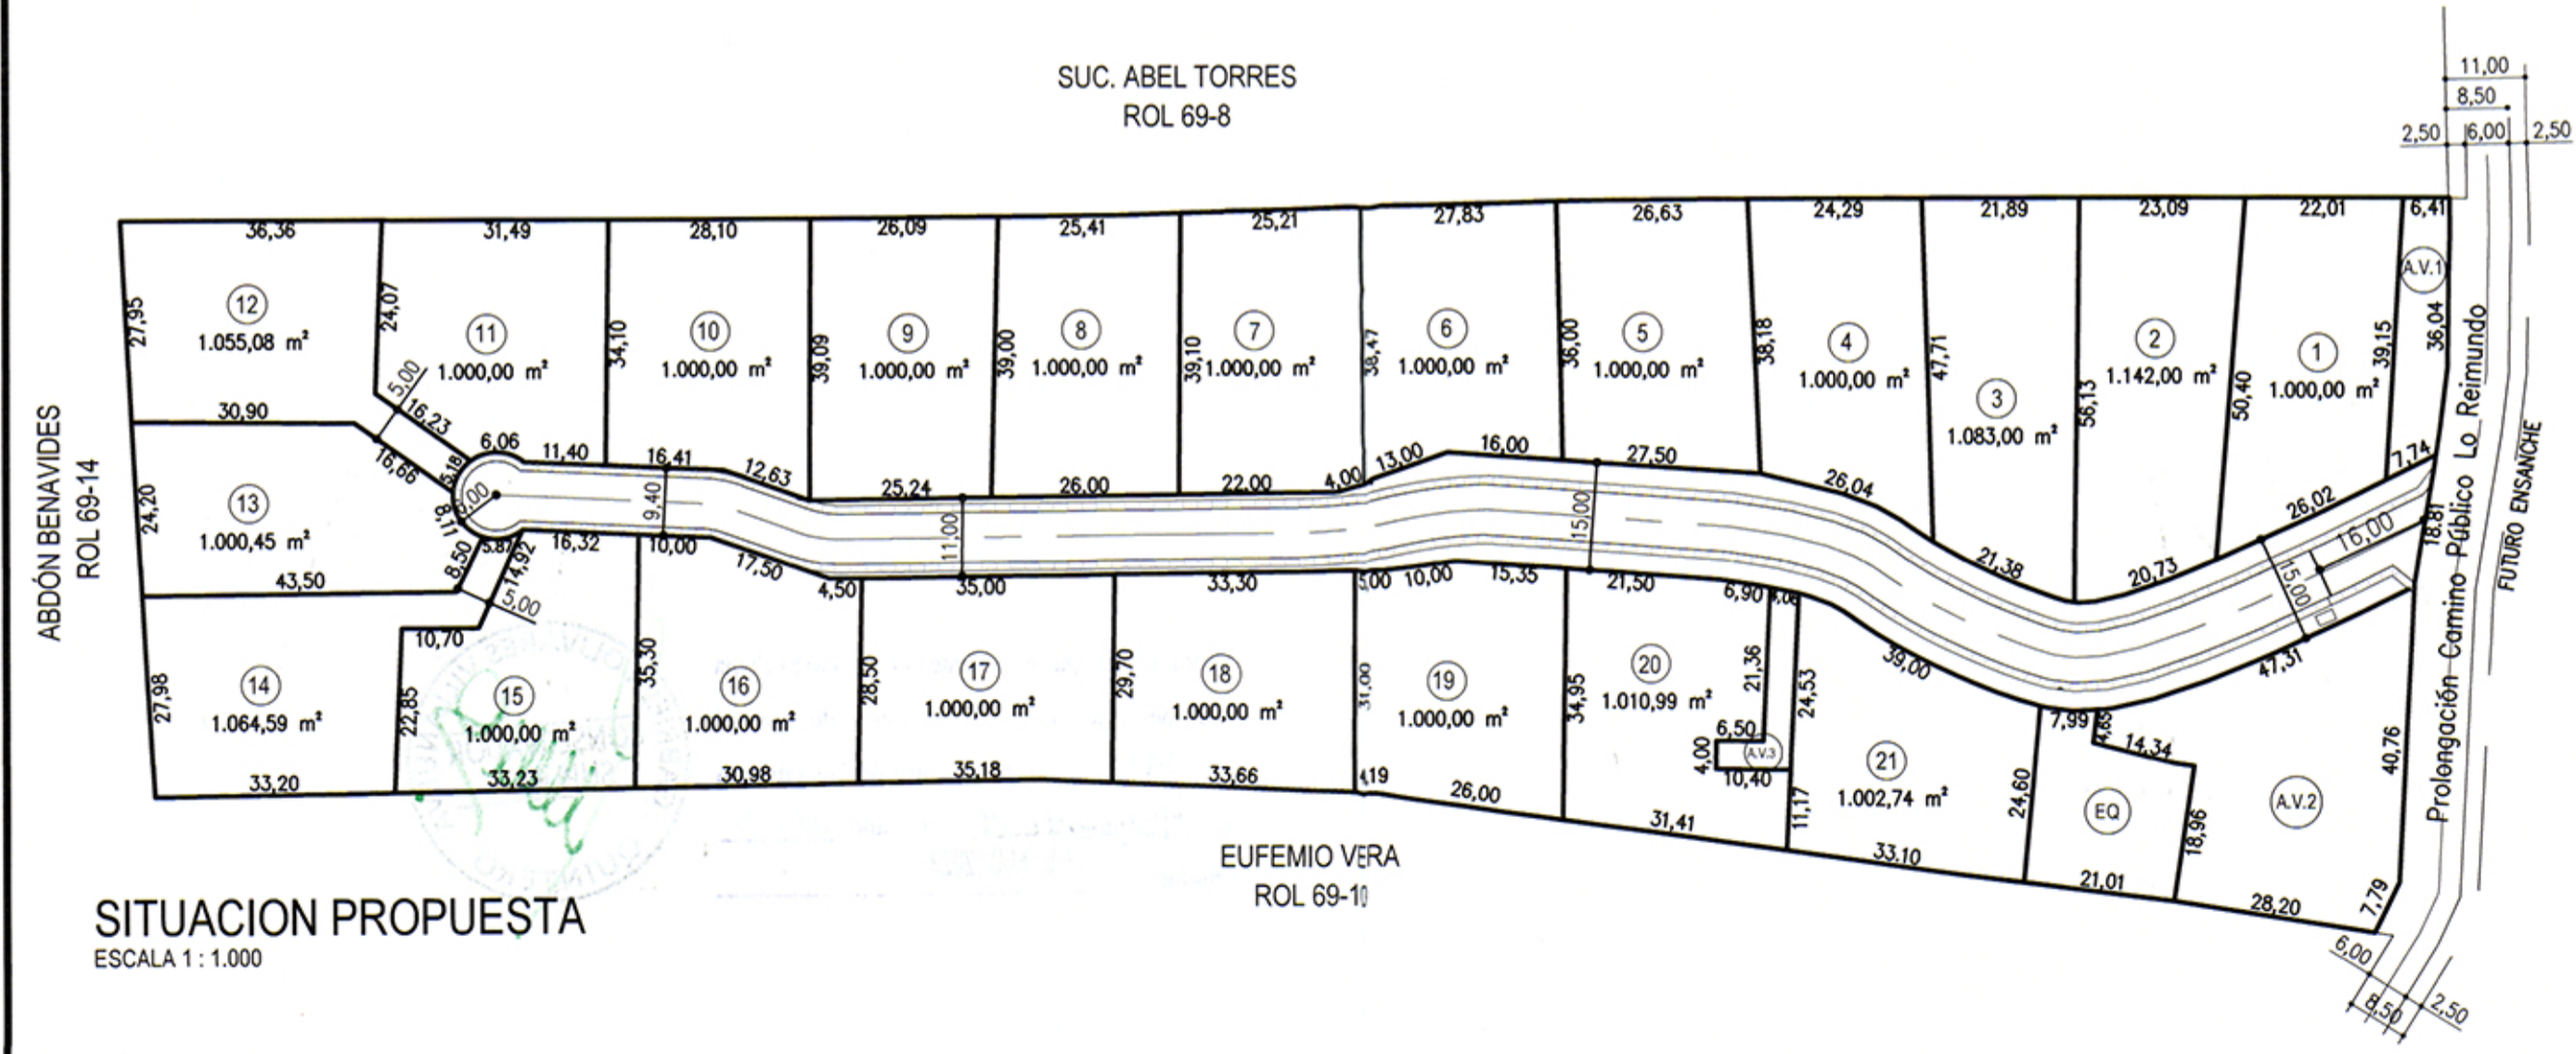 SUC. ABEL TORRES
ROL 69-8
11,00
8,50
2,50 6,00 2,50
36,36 31,49 28,10 26,09 25,41 25,21 27,83 26,63 24,29 21,89 23,09 22,01 6,41
ABDÓN BENAVIDES
ROL 69-14
27,95
12
1.055,08 m²
24,07
11
1.000,00 m²
34,10
10
1.000,00 m²
39,09
9
1.000,00 m²
39,00
8
1.000,00 m²
39,10
7
1.000,00 m²
38,47
6
1.000,00 m²
36,00
5
1.000,00 m²
38,18
4
1.000,00 m²
47,71
3
1.083,00 m²
56,13
2
1.142,00 m²
50,40
1
1.000,00 m²
39,15
A.V.1
36,04
Prolongación Camino Público Lo Reimundo
FUTURO ENSANCHE
30,90
5,00
16,23
16,66
5,18
6,06
11,40
16,41
12,63
25,24
26,00
22,00
4,00
13,00
16,00
27,50
26,04
21,38
20,73
26,02
7,74
18,81
16,00
15,00
9,40
11,00
15,00
24,20
13
1.000,45 m²
43,50
8,11
8,50
5,87
14,92
5,00
16,32
10,00
17,50
4,50
35,00
33,30
10,00
15,35
21,50
6,90
39,00
47,31
27,98
14
1.064,59 m²
10,70
22,85
15
1.000,00 m²
35,30
16
1.000,00 m²
28,50
17
1.000,00 m²
29,70
18
1.000,00 m²
31,00
19
1.000,00 m²
34,95
20
1.010,99 m²
21,36
6,50
4,00
A.V.3
10,40
24,53
11,17
21
1.002,74 m²
24,60
7,99
4,65
14,34
EQ
18,96
A.V.2
40,76
7,79
33,20 33,23 30,98 35,18 33,66 4,19 26,00 31,41 33,10 21,01 28,20
6,00
8,50
2,50
EUFEMIO VERA
ROL 69-10
SITUACION PROPUESTA
ESCALA 1 : 1.000